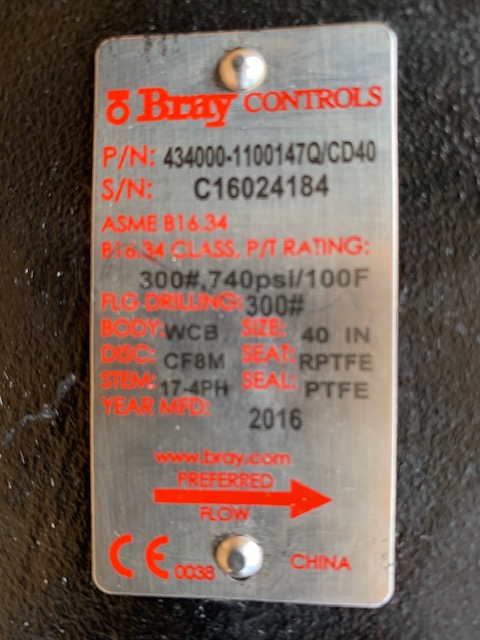 Bray CONTROLS
P/N: 434000-1100147Q/CD40
S/N: C16024184
ASME B16.34
B16.34 CLASS, P/T RATING:
300#,740psi/100F
FLG DRILLING: 300#
BODY: WCB SIZE: 40 IN
DISC: CF8M SEAT: RPTFE
STEM: 17-4PH SEAL: PTFE
YEAR MFD: 2016
www.bray.com
PREFERRED
FLOW
CE 0038 CHINA